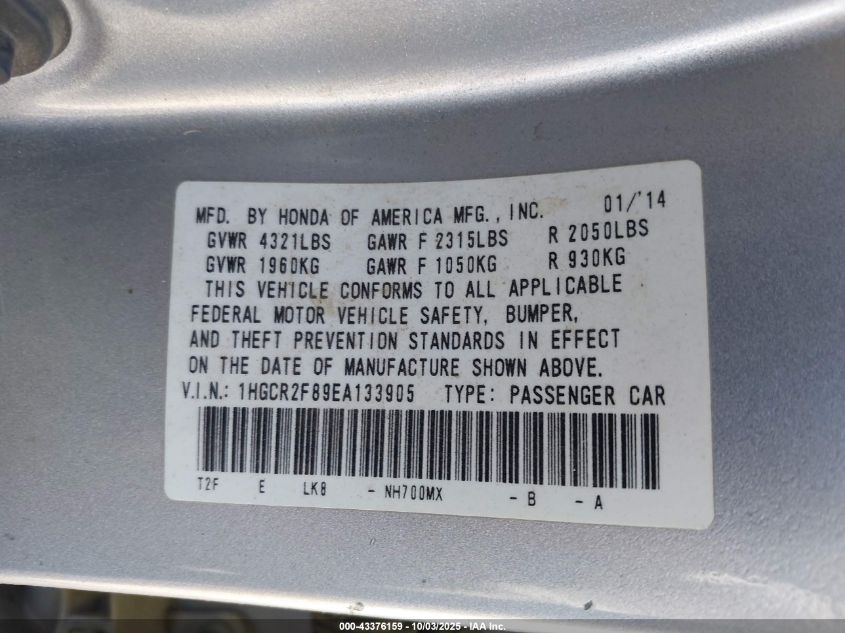 MFD. BY HONDA OF AMERICA MFG., INC. 01/'14
GVWR 4321LBS GAWR F 2315LBS R 2050LBS
GVWR 1960KG GAWR F 1050KG R 930KG
THIS VEHICLE CONFORMS TO ALL APPLICABLE
FEDERAL MOTOR VEHICLE SAFETY, BUMPER,
AND THEFT PREVENTION STANDARDS IN EFFECT
ON THE DATE OF MANUFACTURE SHOWN ABOVE.
V.I.N.: 1HGCR2F89EA133905 TYPE: PASSENGER CAR
T2F E LK8 - NH700MX - B - A
000-43376159 - 10/03/2025 - IAA Inc.